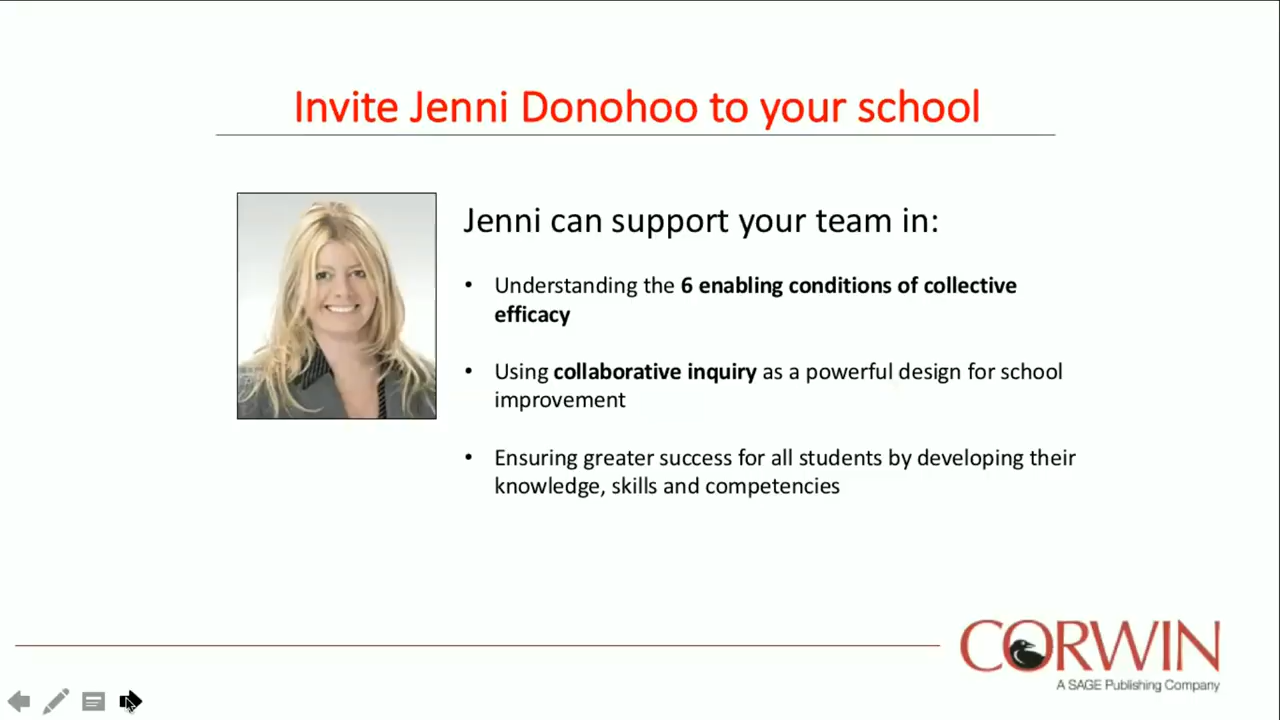 Invite Jenni Donohoo to your school
Jenni can support your team in:
• Understanding the 6 enabling conditions of collective
efficacy
• Using collaborative inquiry as a powerful design for school
improvement
• Ensuring greater success for all students by developing their
knowledge, skills and competencies
CORWIN
A SAGE Publishing Company